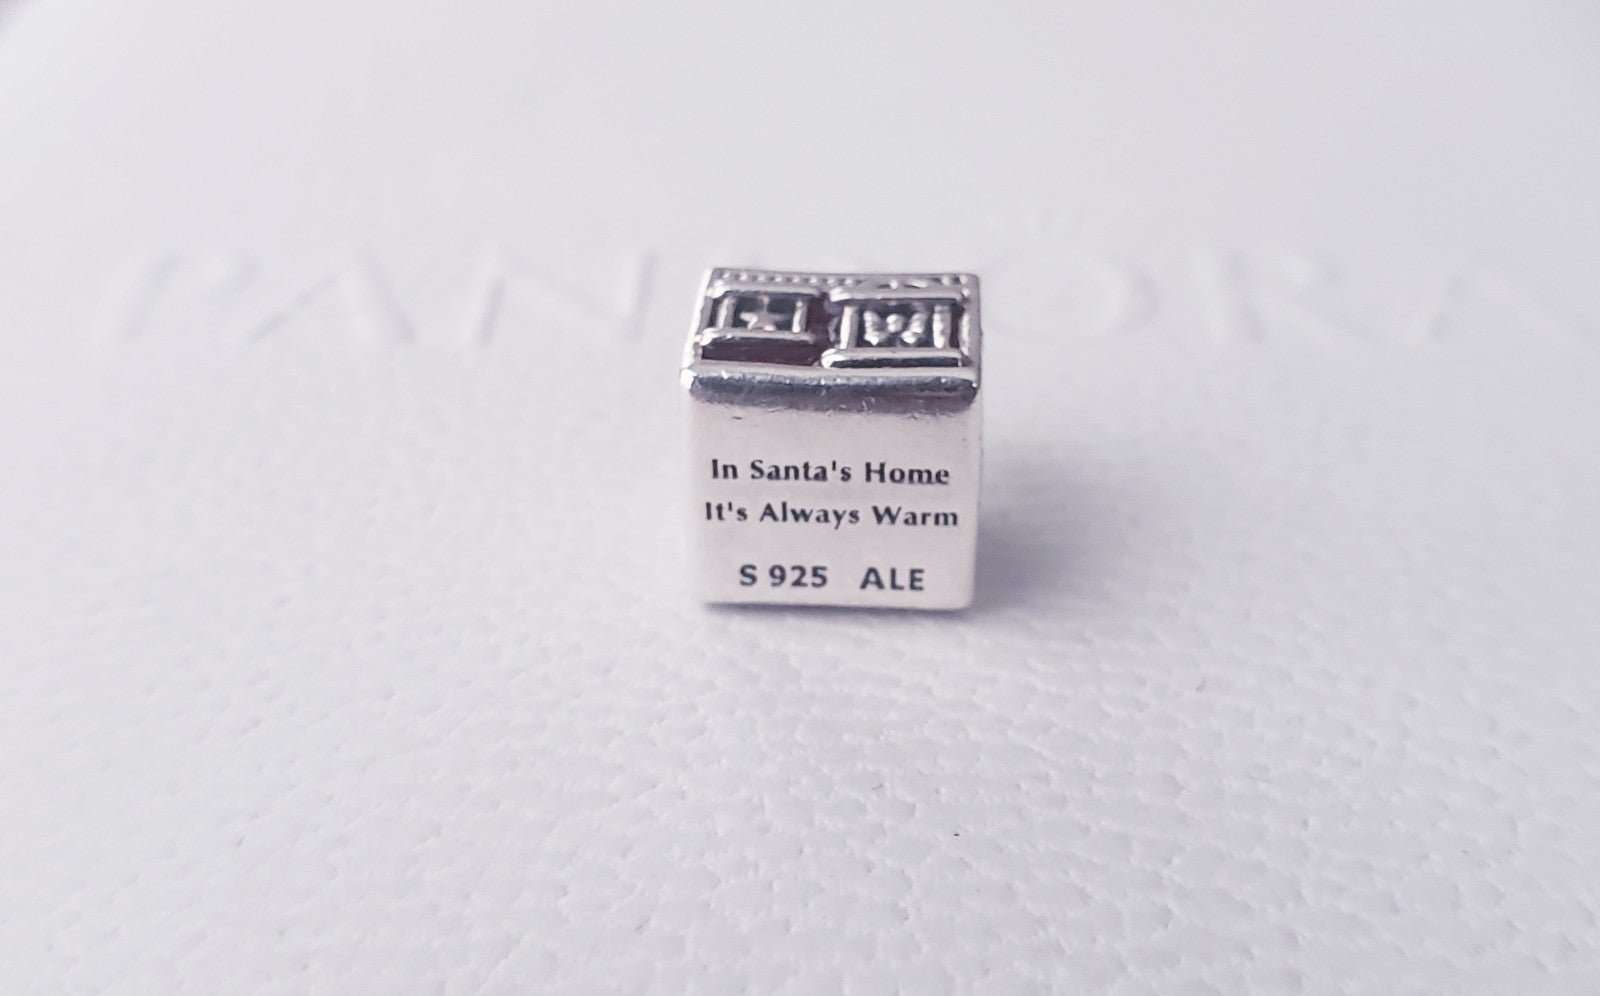 PANDORA
In Santa's Home
It's Always Warm
S 925 ALE